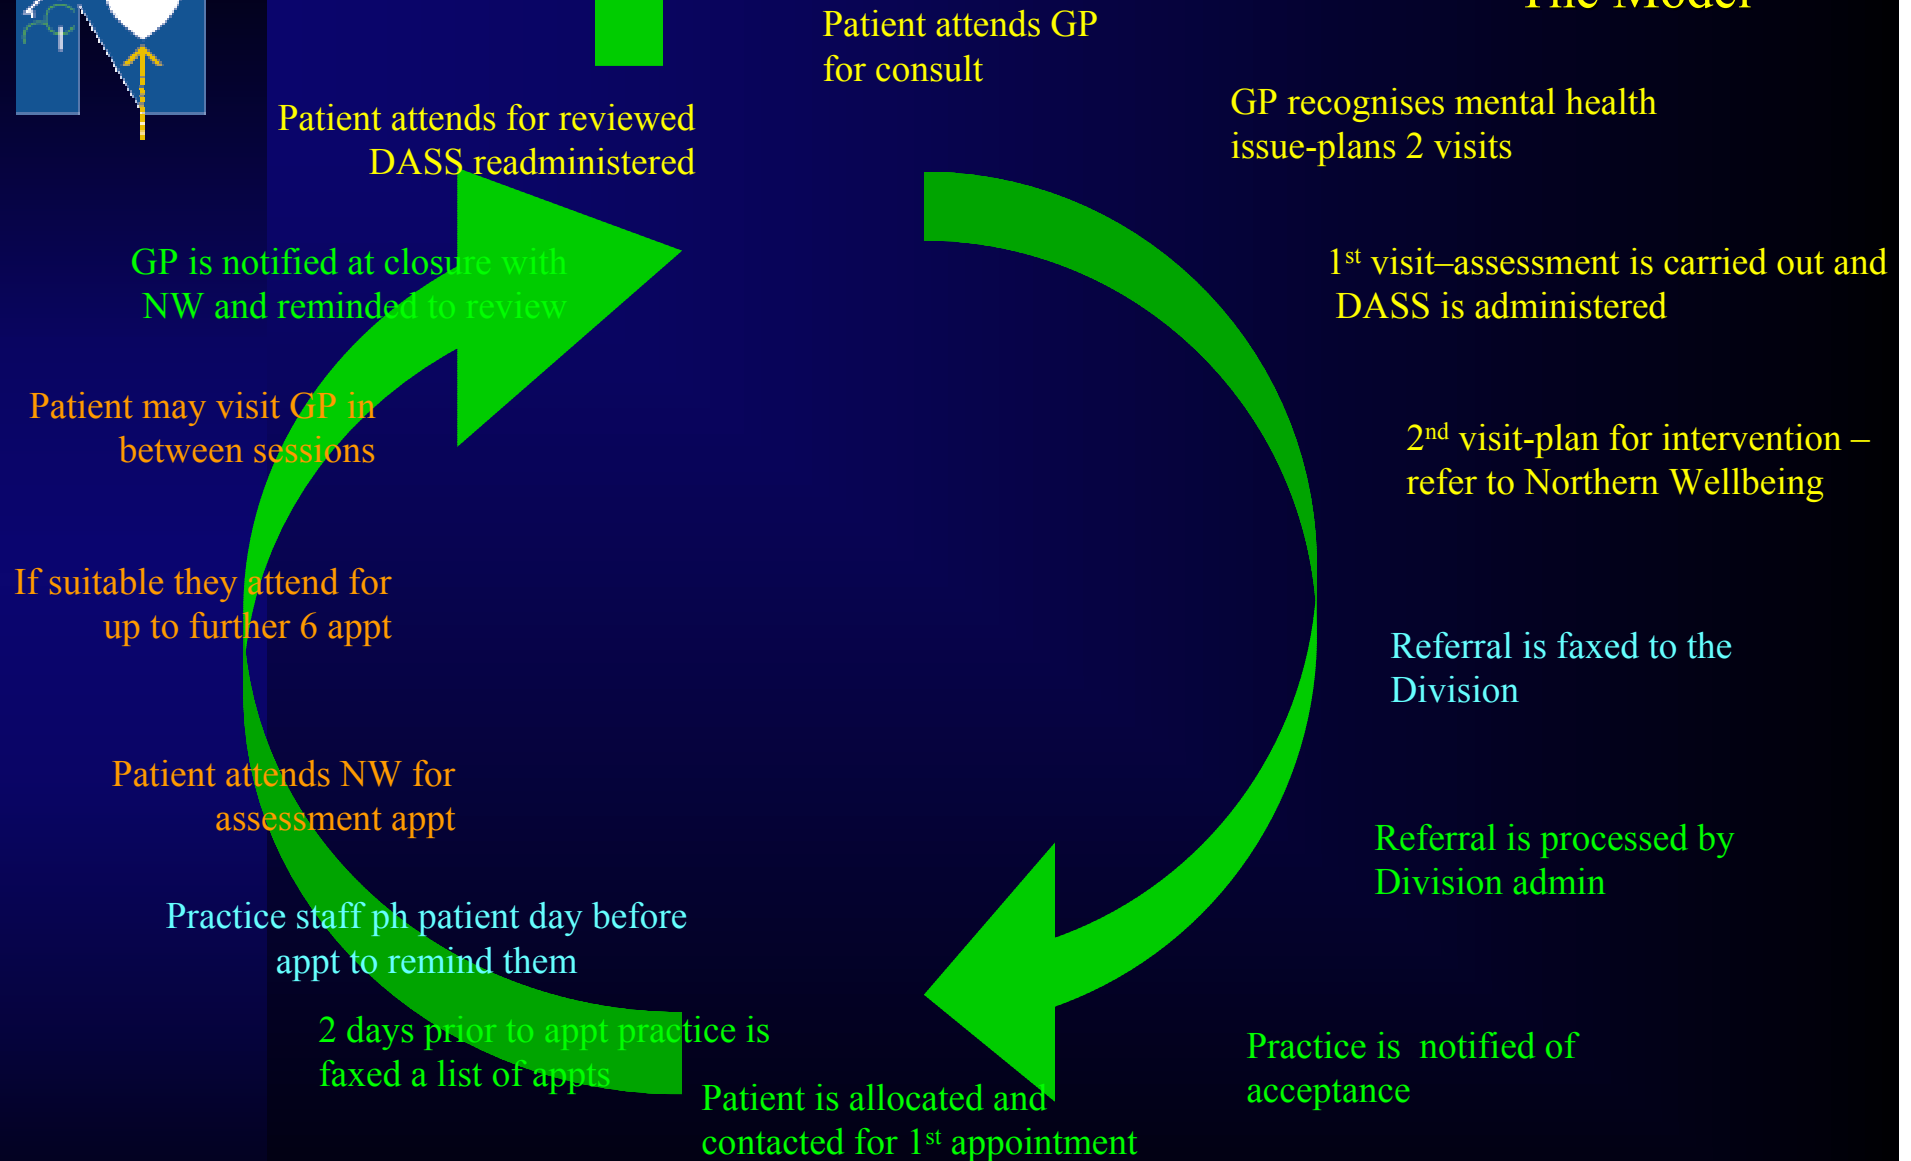 The Model
Patient attends GP
for consult
GP recognises mental health
issue-plans 2 visits
1st visit–assessment is carried out and
DASS is administered
2nd visit-plan for intervention –
refer to Northern Wellbeing
Referral is faxed to the
Division
Referral is processed by
Division admin
Practice is notified of
acceptance
Patient is allocated and
contacted for 1st appointment
2 days prior to appt practice is
faxed a list of appts
Practice staff ph patient day before
appt to remind them
Patient attends NW for
assessment appt
If suitable they attend for
up to further 6 appt
Patient may visit GP in
between sessions
GP is notified at closure with
NW and reminded to review
Patient attends for reviewed
DASS readministered